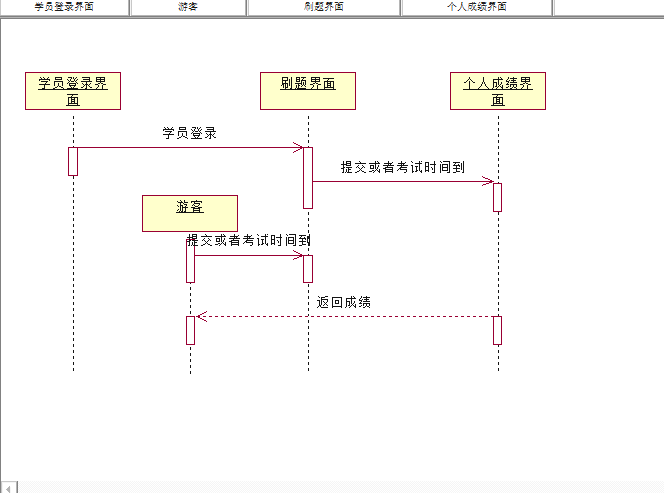 学员登录界面 游客 刷题界面 个人成绩界面
学员登录界
面
刷题界面
个人成绩界
面
学员登录
提交或者考试时间到
游客
提交或者考试时间到
返回成绩